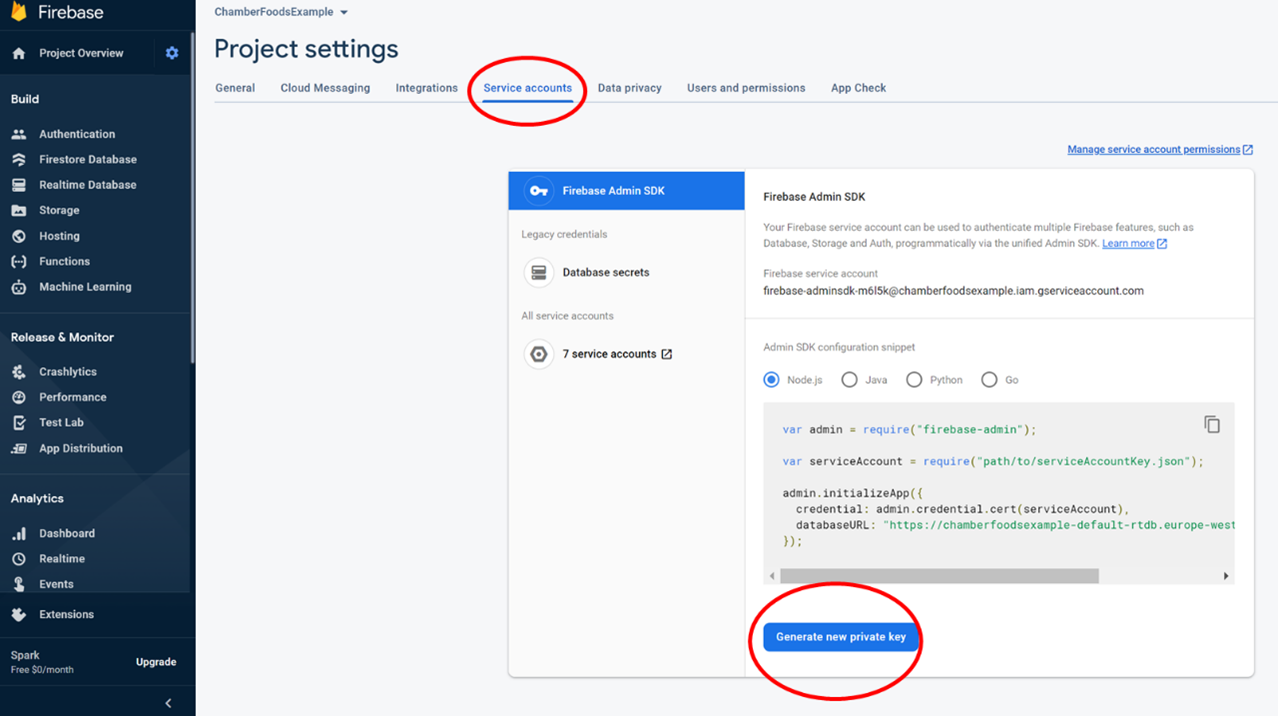 Firebase
Project Overview
Build
Authentication
Firestore Database
Realtime Database
Storage
Hosting
Functions
Machine Learning
Release & Monitor
Crashlytics
Performance
Test Lab
App Distribution
Analytics
Dashboard
Realtime
Events
Extensions
Spark
Free $0/month
Upgrade
ChamberFoodsExample
Project settings
General Cloud Messaging Integrations Service accounts Data privacy Users and permissions App Check
Manage service account permissions
Firebase Admin SDK
Legacy credentials
Database secrets
All service accounts
7 service accounts
Firebase Admin SDK
Your Firebase service account can be used to authenticate multiple Firebase features, such as
Database, Storage and Auth, programmatically via the unified Admin SDK. Learn more
Firebase service account
firebase-adminsdk-m6l5k@chamberfoodsexample.iam.gserviceaccount.com
Admin SDK configuration snippet
Node.js Java Python Go
var admin = require("firebase-admin");
var serviceAccount = require("path/to/serviceAccountKey.json");
admin.initializeApp({
credential: admin.credential.cert(serviceAccount),
databaseURL: "https://chamberfoodsexample-default-rtdb.europe-west
});
Generate new private key